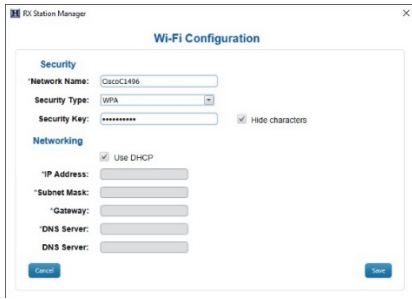 RX Station Manager
Wi-Fi Configuration
Security
*Network Name: CiscoC1496
Security Type: WPA
Security Key: •••••••••• Hide characters
Networking
Use DHCP
*IP Address:
*Subnet Mask:
*Gateway:
*DNS Server:
DNS Server:
Cancel Save